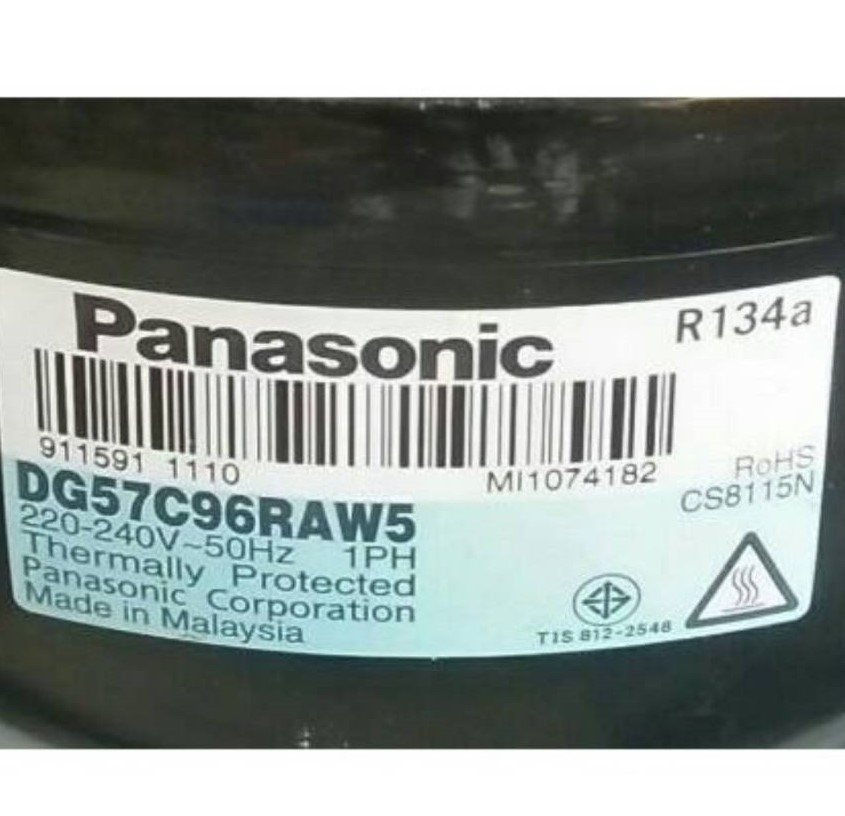 Panasonic
R134a
911591 1110
MI1074182
RoHS
CS8115N
DG57C96RAW5
220-240V~50Hz 1PH
Thermally Protected
Panasonic Corporation
Made in Malaysia
TIS 812-2548